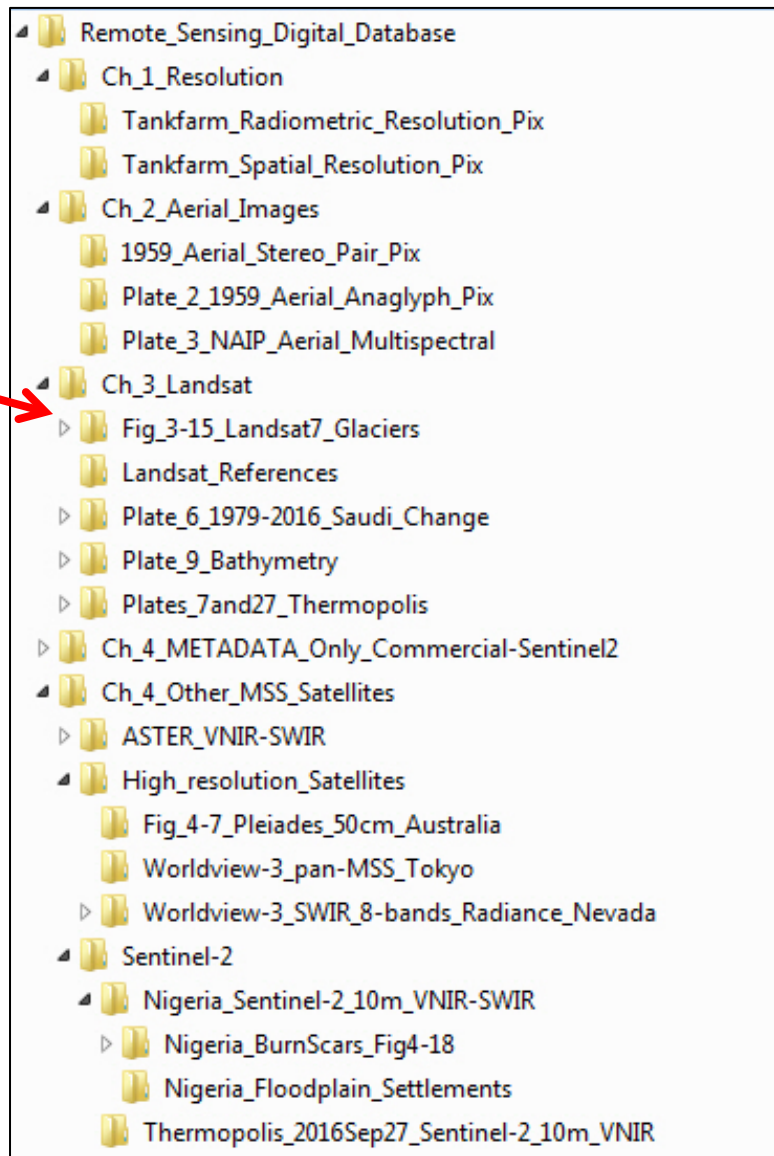 Remote_Sensing_Digital_Database
Ch_1_Resolution
Tankfarm_Radiometric_Resolution_Pix
Tankfarm_Spatial_Resolution_Pix
Ch_2_Aerial_Images
1959_Aerial_Stereo_Pair_Pix
Plate_2_1959_Aerial_Anaglyph_Pix
Plate_3_NAIP_Aerial_Multispectral
Ch_3_Landsat
Fig_3-15_Landsat7_Glaciers
Landsat_References
Plate_6_1979-2016_Saudi_Change
Plate_9_Bathymetry
Plates_7and27_Thermopolis
Ch_4_METADATA_Only_Commercial-Sentinel2
Ch_4_Other_MSS_Satellites
ASTER_VNIR-SWIR
High_resolution_Satellites
Fig_4-7_Pleiades_50cm_Australia
Worldview-3_pan-MSS_Tokyo
Worldview-3_SWIR_8-bands_Radiance_Nevada
Sentinel-2
Nigeria_Sentinel-2_10m_VNIR-SWIR
Nigeria_BurnScars_Fig4-18
Nigeria_Floodplain_Settlements
Thermopolis_2016Sep27_Sentinel-2_10m_VNIR